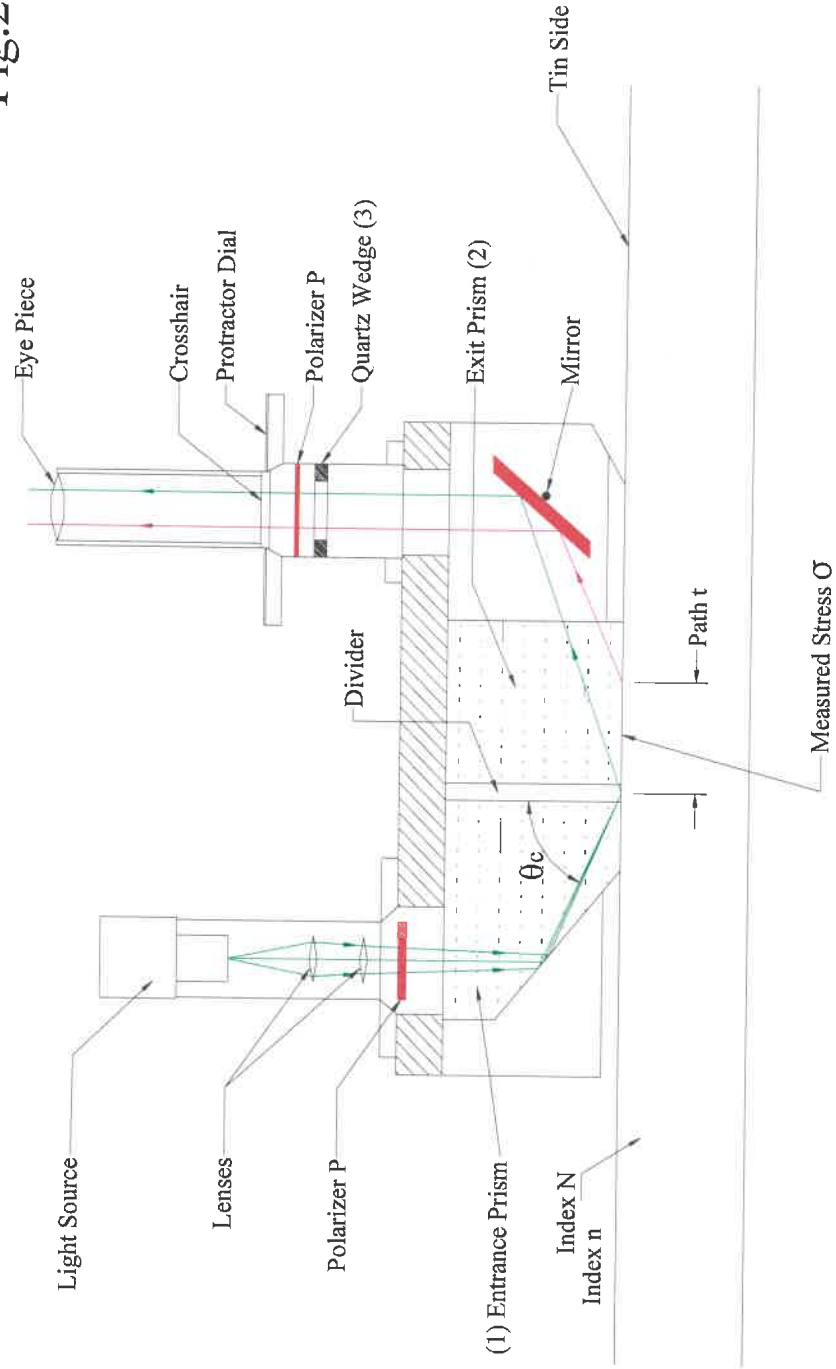 Fig.2
Eye Piece
Crosshair
Protractor Dial
Polarizer P
Quartz Wedge (3)
Exit Prism (2)
Mirror
Tin Side
Divider
Light Source
Lenses
Polarizer P
(1) Entrance Prism
Index N
Index n
θc
Path t
Measured Stress σ